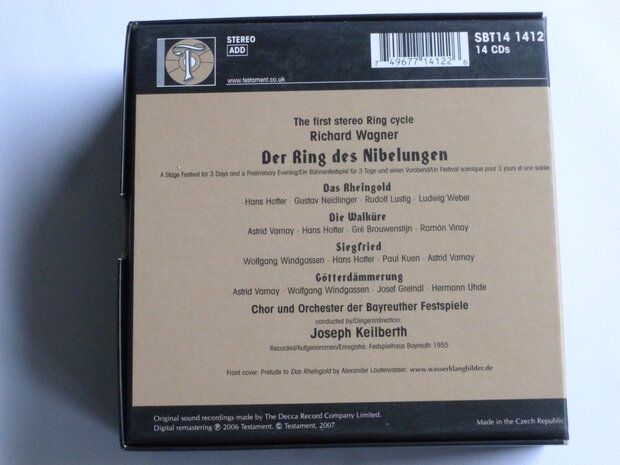 STEREO
ADD
www.testament.co.uk
7 49677 14122 6
SBT14 1412
14 CDs
The first stereo Ring cycle
Richard Wagner
Der Ring des Nibelungen
A Stage Festival for 3 Days and a Preliminary Evening/Ein Bühnenfestspiel für 3 Tage und einen Vorabend/Un Festival scénique pour 3 jours et une soirée
Das Rheingold
Hans Hotter · Gustav Neidlinger · Rudolf Lustig · Ludwig Weber
Die Walküre
Astrid Varnay · Hans Hotter · Gré Brouwenstijn · Ramón Vinay
Siegfried
Wolfgang Windgassen · Hans Hotter · Paul Kuen · Astrid Varnay
Götterdämmerung
Astrid Varnay · Wolfgang Windgassen · Josef Greindl · Hermann Uhde
Chor und Orchester der Bayreuther Festspiele
conducted by/Dirigent/direction:
Joseph Keilberth
Recorded/Aufgenommen/Enregistré: Festspielhaus Bayreuth 1955
Front cover: Prelude to Das Rheingold by Alexander Lauterwasser: www.wasserklangbilder.de
Original sound recordings made by The Decca Record Company Limited.
Digital remastering ℗ 2006 Testament. © Testament, 2007
Made in the Czech Republic